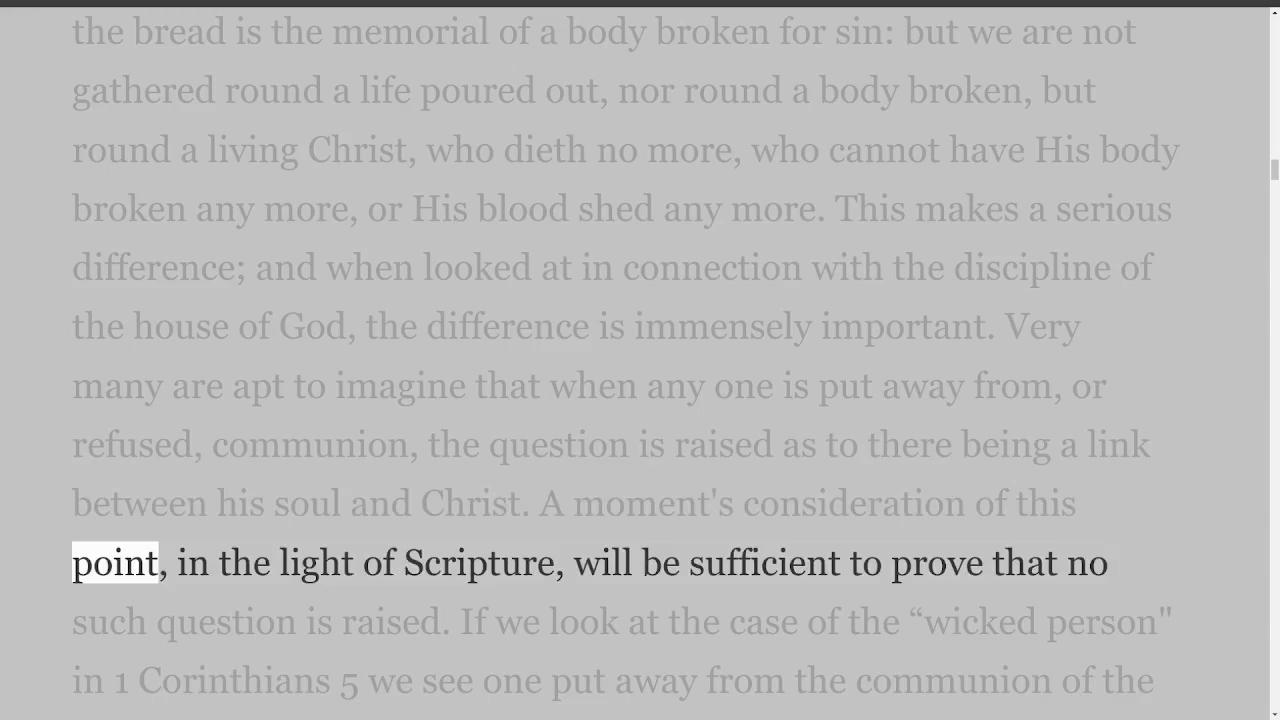 the bread is the memorial of a body broken for sin: but we are not
gathered round a life poured out, nor round a body broken, but
round a living Christ, who dieth no more, who cannot have His body
broken any more, or His blood shed any more. This makes a serious
difference; and when looked at in connection with the discipline of
the house of God, the difference is immensely important. Very
many are apt to imagine that when any one is put away from, or
refused, communion, the question is raised as to there being a link
between his soul and Christ. A moment's consideration of this
point, in the light of Scripture, will be sufficient to prove that no
such question is raised. If we look at the case of the “wicked person"
in 1 Corinthians 5 we see one put away from the communion of the